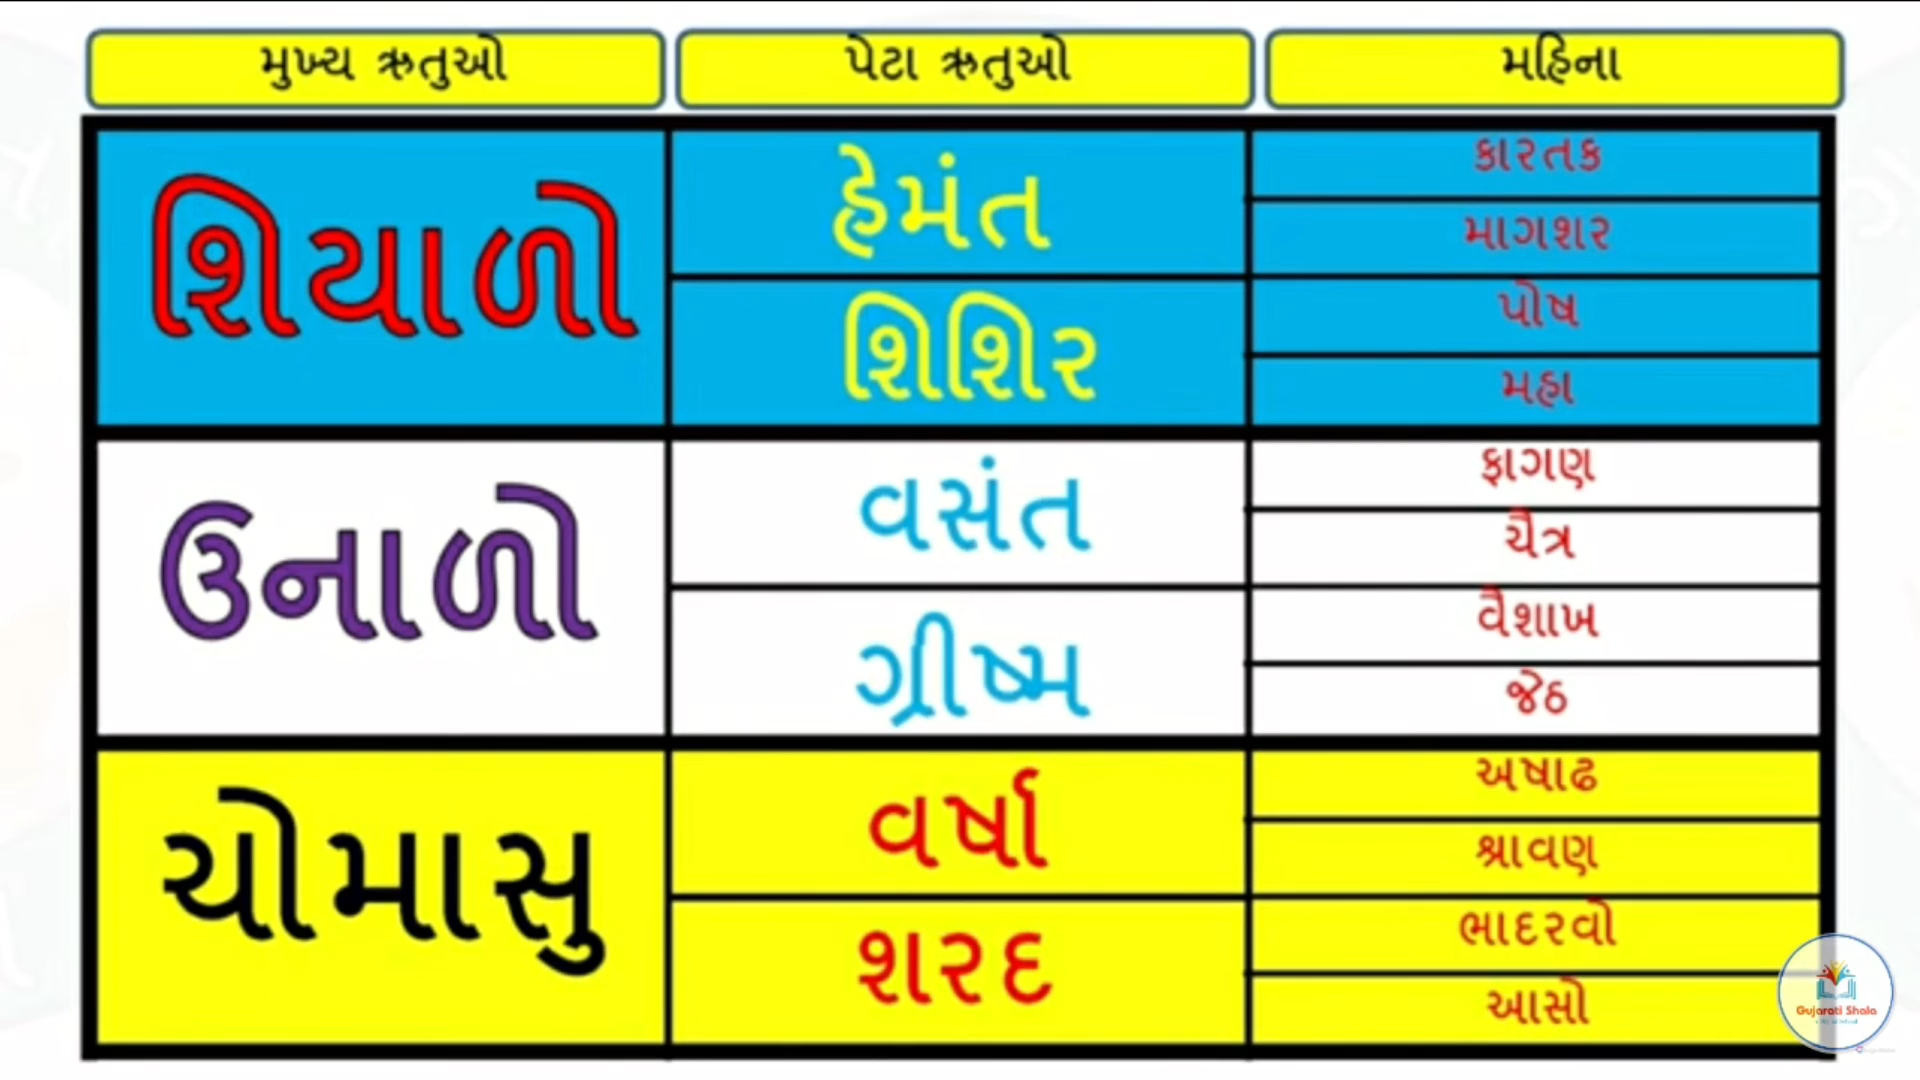 મુખ્ય ઋતુઓ પેટા ઋતુઓ મહિના
શિયાળો
હેમંત
કારતક
માગશર
શિશિર
પોષ
મહા
ઉનાળો
વસંત
ફાગણ
ચૈત્ર
ગ્રીષ્મ
વૈશાખ
જેઠ
ચોમાસુ
વર્ષા
અષાઢ
શ્રાવણ
શરદ
ભાદરવો
આસો
Gujarati Shala